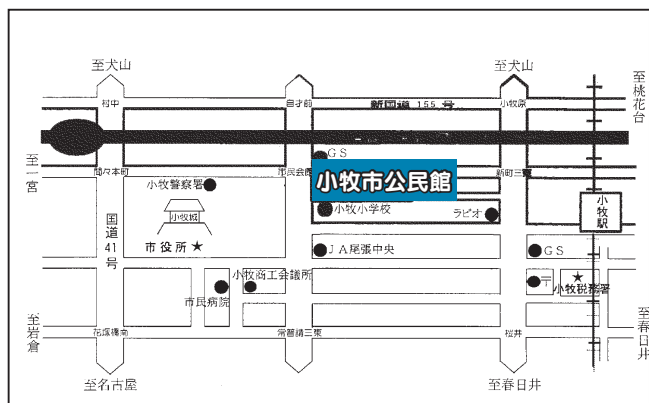 至犬山
至犬山
至桃花台
村中
自才前
新国道 155 号
小牧原
GS
至一宮
間々本町
市民会館
新町三
小牧市公民館
小牧警察署
小牧小学校
ラピオ
小牧駅
小牧城
国道41号
市役所★
JA尾張中央
GS
小牧商工会議所
市民病院
〒
★
小牧税務署
至岩倉
花塚橋南
常普請三東
桜井
至春日井
至名古屋
至春日井